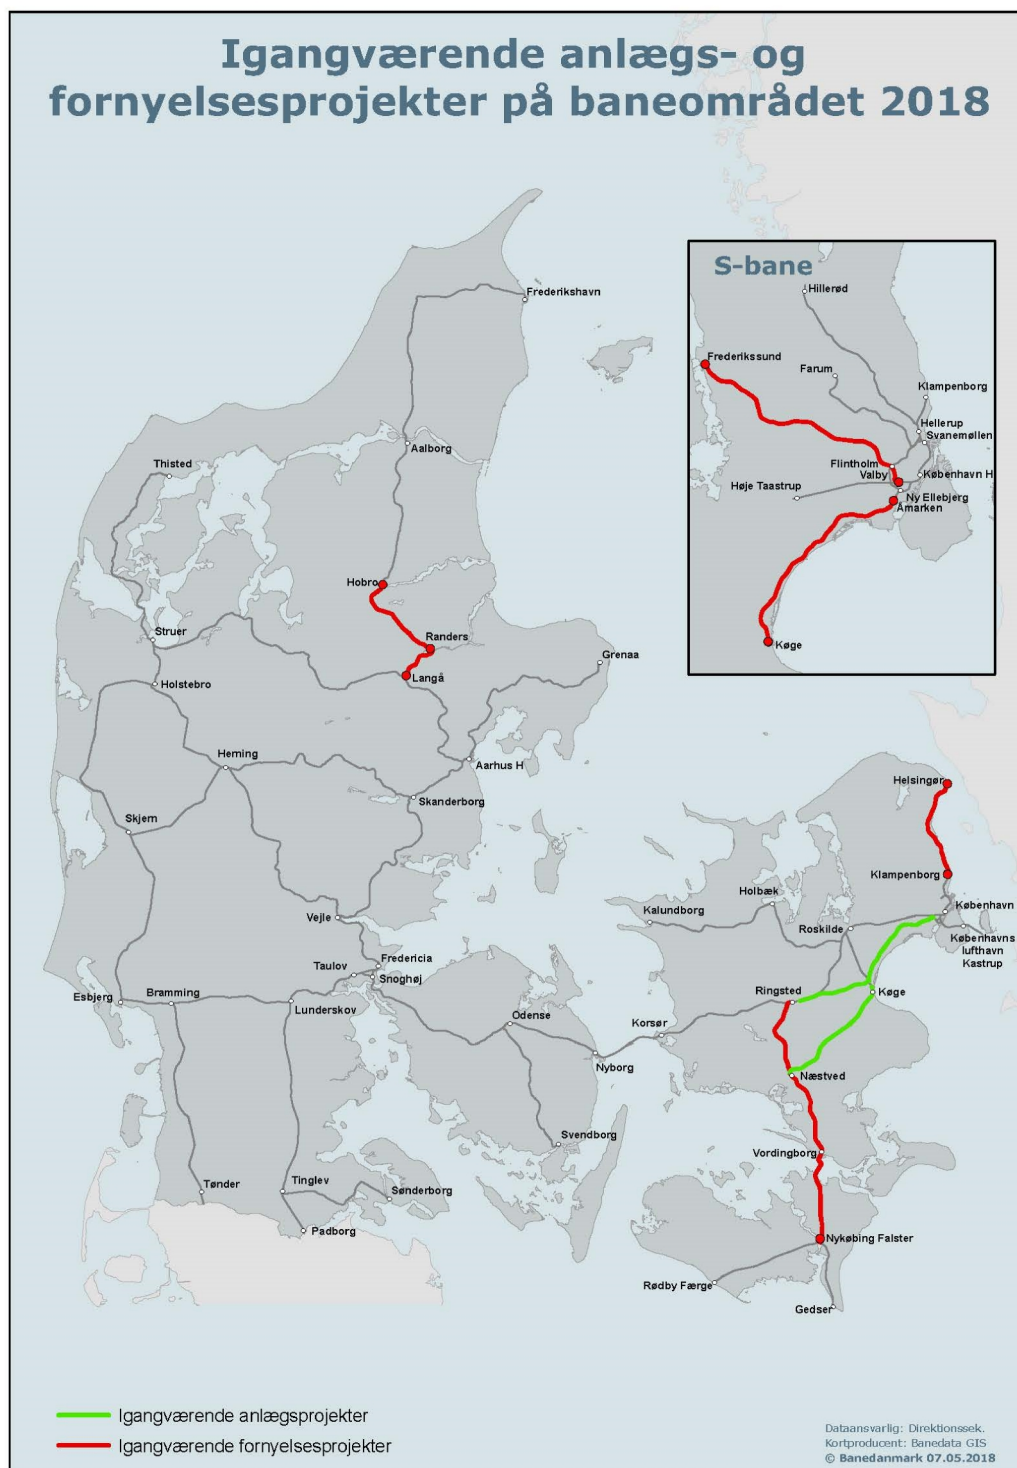 Igangværende anlægs- og
fornyelsesprojekter på baneområdet 2018
S-bane
Hillerød
Frederikssund
Farum
Klampenborg
Hellerup
Svanemøllen
Flintholm
Valby
København H
Høje Taastrup
Ny Ellebjerg
Åmarken
Køge
Frederikshavn
Aalborg
Thisted
Hobro
Struer
Randers
Grenaa
Langå
Holstebro
Herning
Aarhus H
Skanderborg
Skjern
Helsingør
Klampenborg
Holbæk
København
Kalundborg
Vejle
Roskilde
Københavns
lufthavn
Kastrup
Fredericia
Taulov
Snoghøj
Esbjerg
Bramming
Lunderskov
Ringsted
Køge
Odense
Korsør
Nyborg
Næstved
Svendborg
Vordingborg
Tønder
Tinglev
Sønderborg
Padborg
Nykøbing Falster
Rødby Færge
Gedser
Igangværende anlægsprojekter
Igangværende fornyelsesprojekter
Dataansvarlig: Direktionssek.
Kortproducent: Banedata GIS
© Banedanmark 07.05.2018